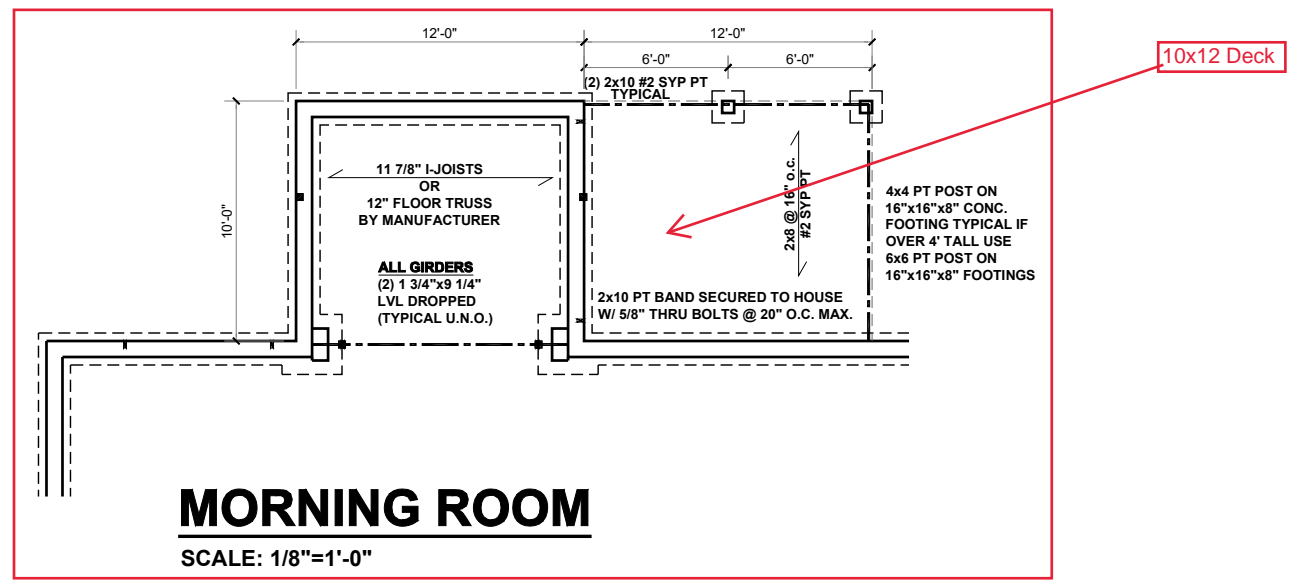 12'-0"
12'-0"
10x12 Deck
6'-0"
6'-0"
(2) 2x10 #2 SYP PT
TYPICAL
11 7/8" I-JOISTS
OR
12" FLOOR TRUSS
BY MANUFACTURER
10'-0"
2x8 @ 16" o.c.
#2 SYP PT
4x4 PT POST ON
16"x16"x8" CONC.
FOOTING TYPICAL IF
OVER 4' TALL USE
6x6 PT POST ON
16"x16"x8" FOOTINGS
ALL GIRDERS
(2) 1 3/4"x9 1/4"
LVL DROPPED
(TYPICAL U.N.O.)
2x10 PT BAND SECURED TO HOUSE
W/ 5/8" THRU BOLTS @ 20" O.C. MAX.
MORNING ROOM
SCALE: 1/8"=1'-0"